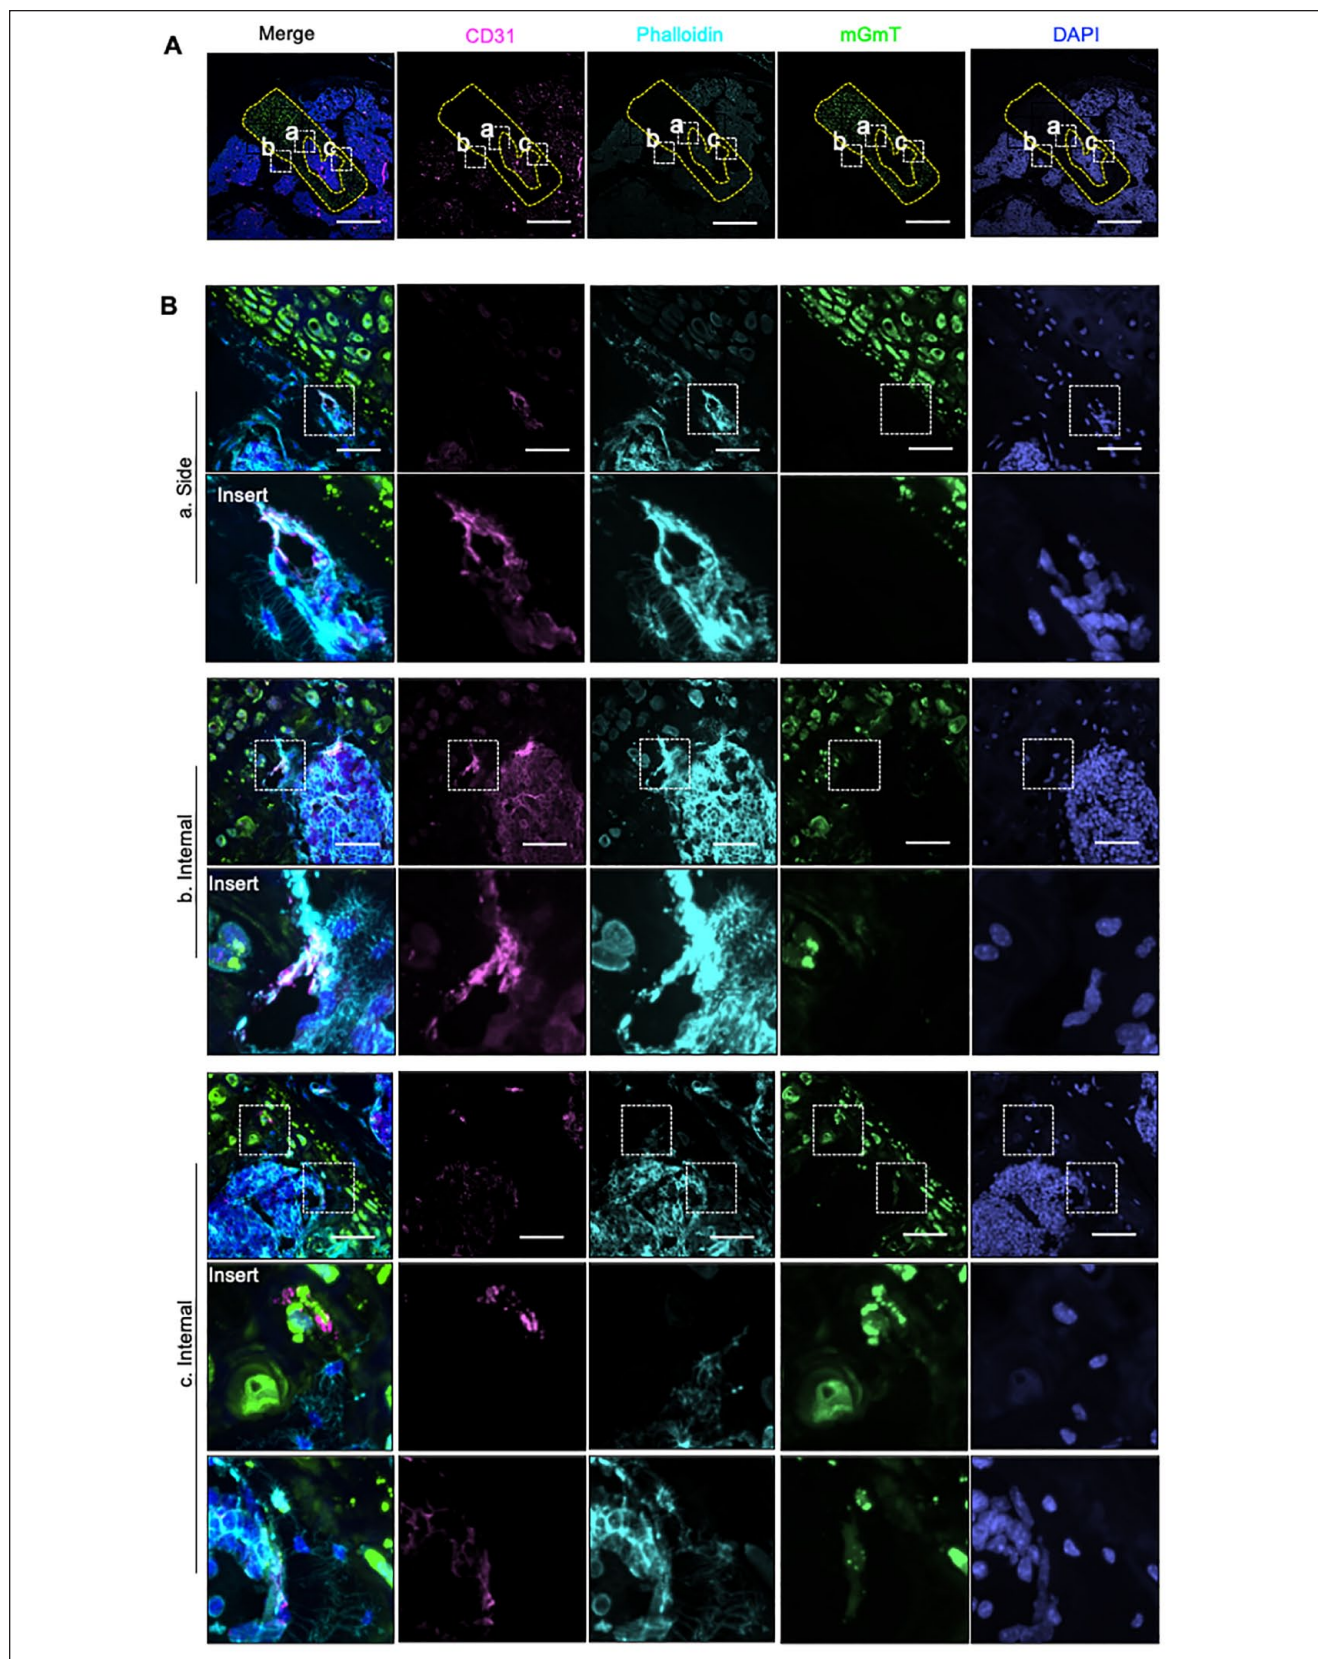 A
Merge CD31 Phalloidin mGmT DAPI
a b c
a b c
a b c
a b c
a b c
B
a. Side
Insert
b. Internal
Insert
c. Internal
Insert